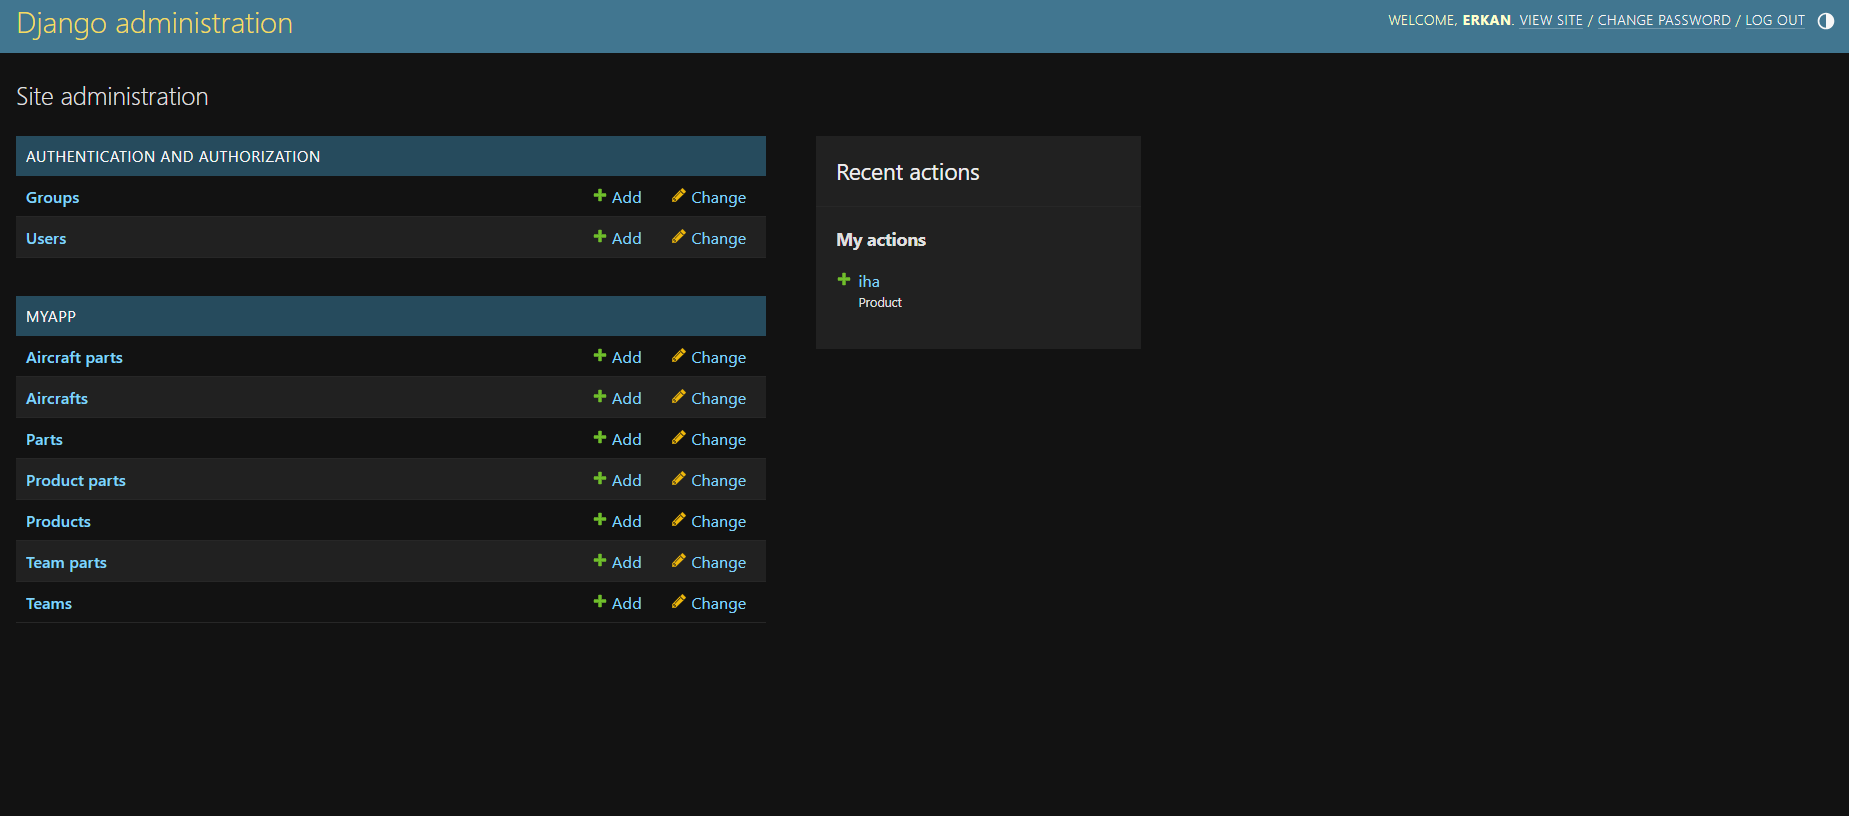 Django administration
WELCOME, ERKAN. VIEW SITE / CHANGE PASSWORD / LOG OUT
Site administration
AUTHENTICATION AND AUTHORIZATION
Groups Add Change
Users Add Change
MYAPP
Aircraft parts Add Change
Aircrafts Add Change
Parts Add Change
Product parts Add Change
Products Add Change
Team parts Add Change
Teams Add Change
Recent actions
My actions
iha
Product